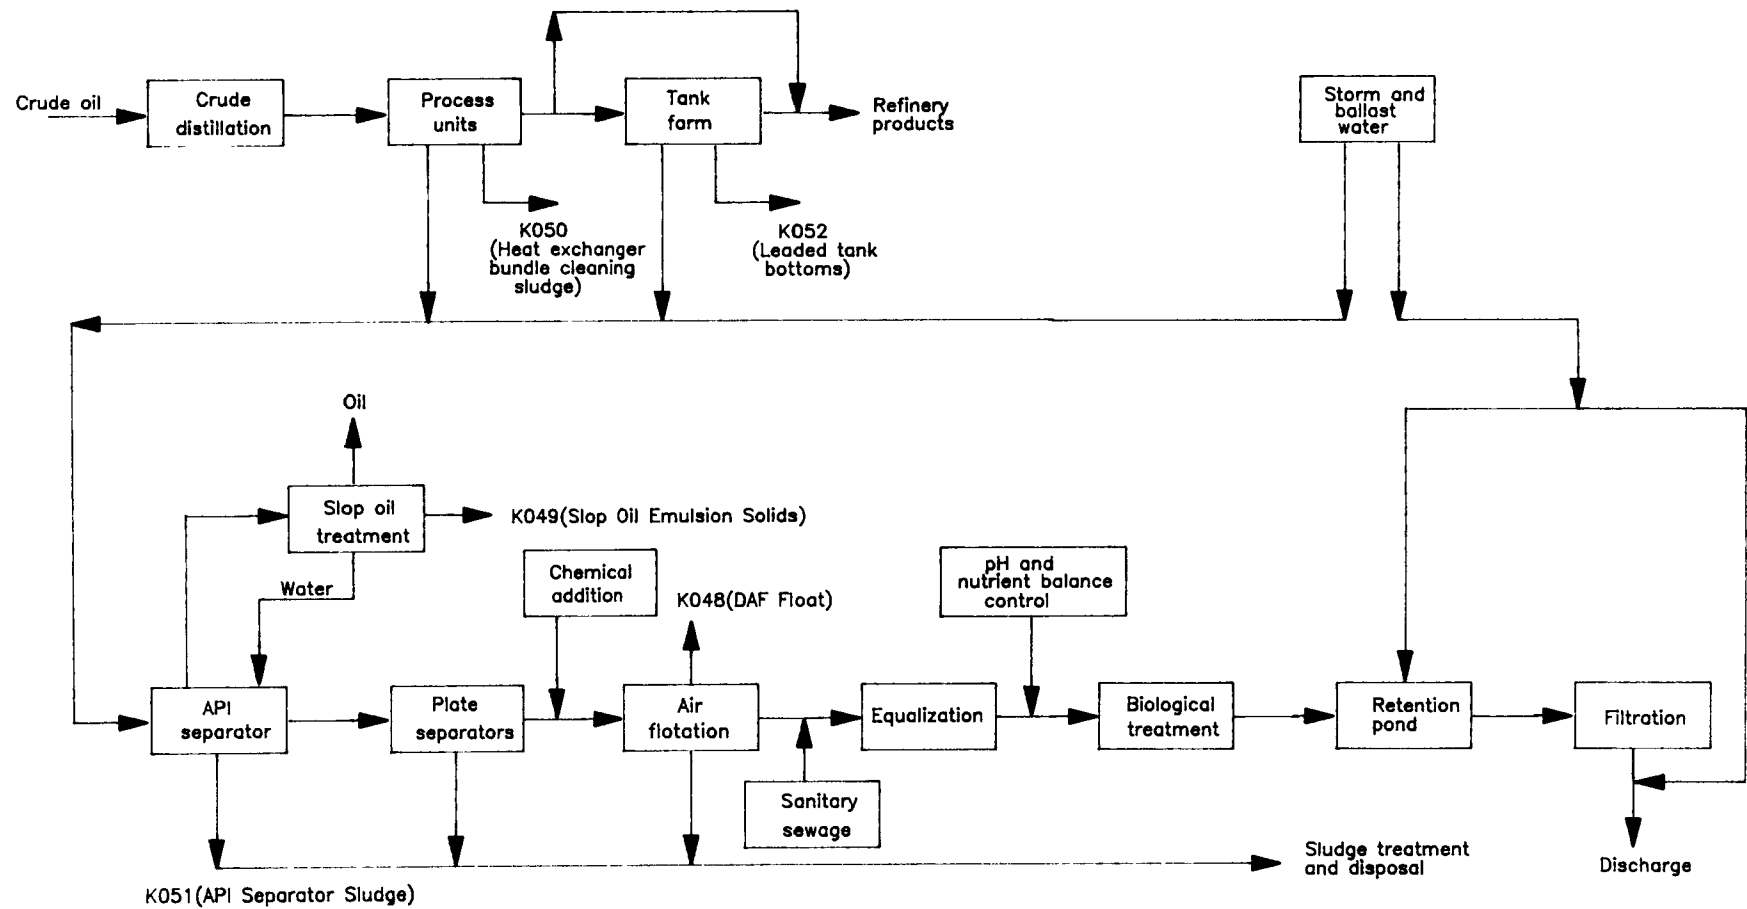 Crude oil
Crude
distillation
Process
units
Tank
farm
Refinery
products
Storm and
ballast
water
K050
(Heat exchanger
bundle cleaning
sludge)
K052
(Leaded tank
bottoms)
Oil
Slop oil
treatment
K049(Slop Oil Emulsion Solids)
Water
Chemical
addition
K048(DAF Float)
pH and
nutrient balance
control
API
separator
Plate
separators
Air
flotation
Equalization
Biological
treatment
Retention
pond
Filtration
Sanitary
sewage
Sludge treatment
and disposal
Discharge
K051(API Separator Sludge)